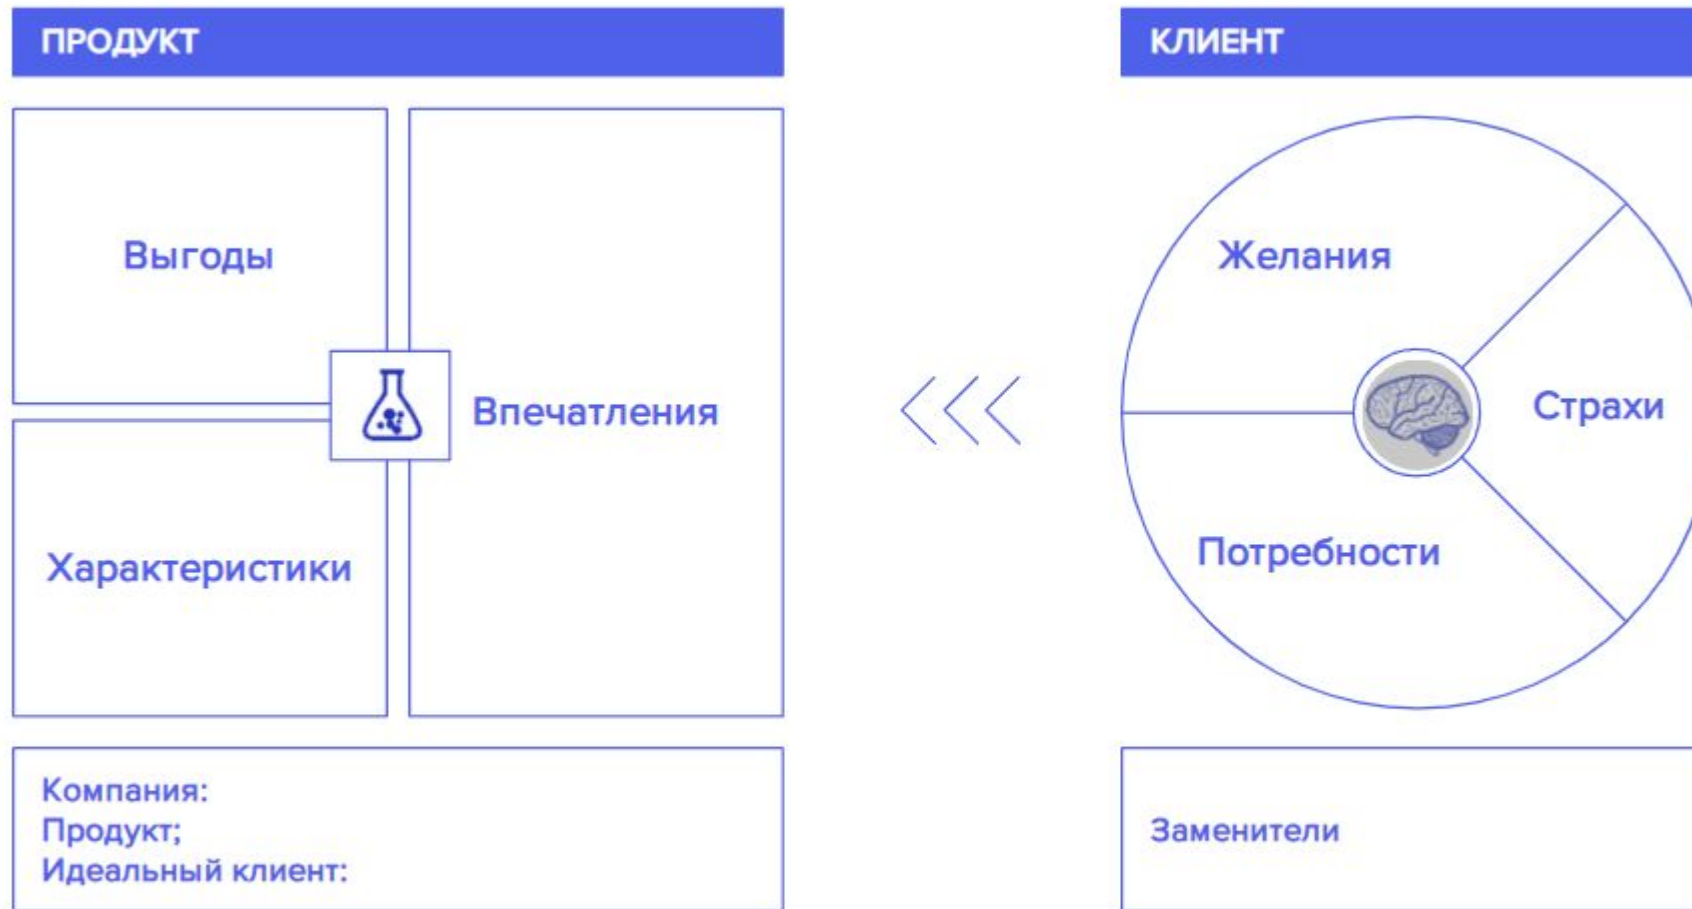 ПРОДУКТ
Выгоды
Впечатления
Характеристики
Компания:
Продукт;
Идеальный клиент:
КЛИЕНТ
Желания
Страхи
Потребности
Заменители